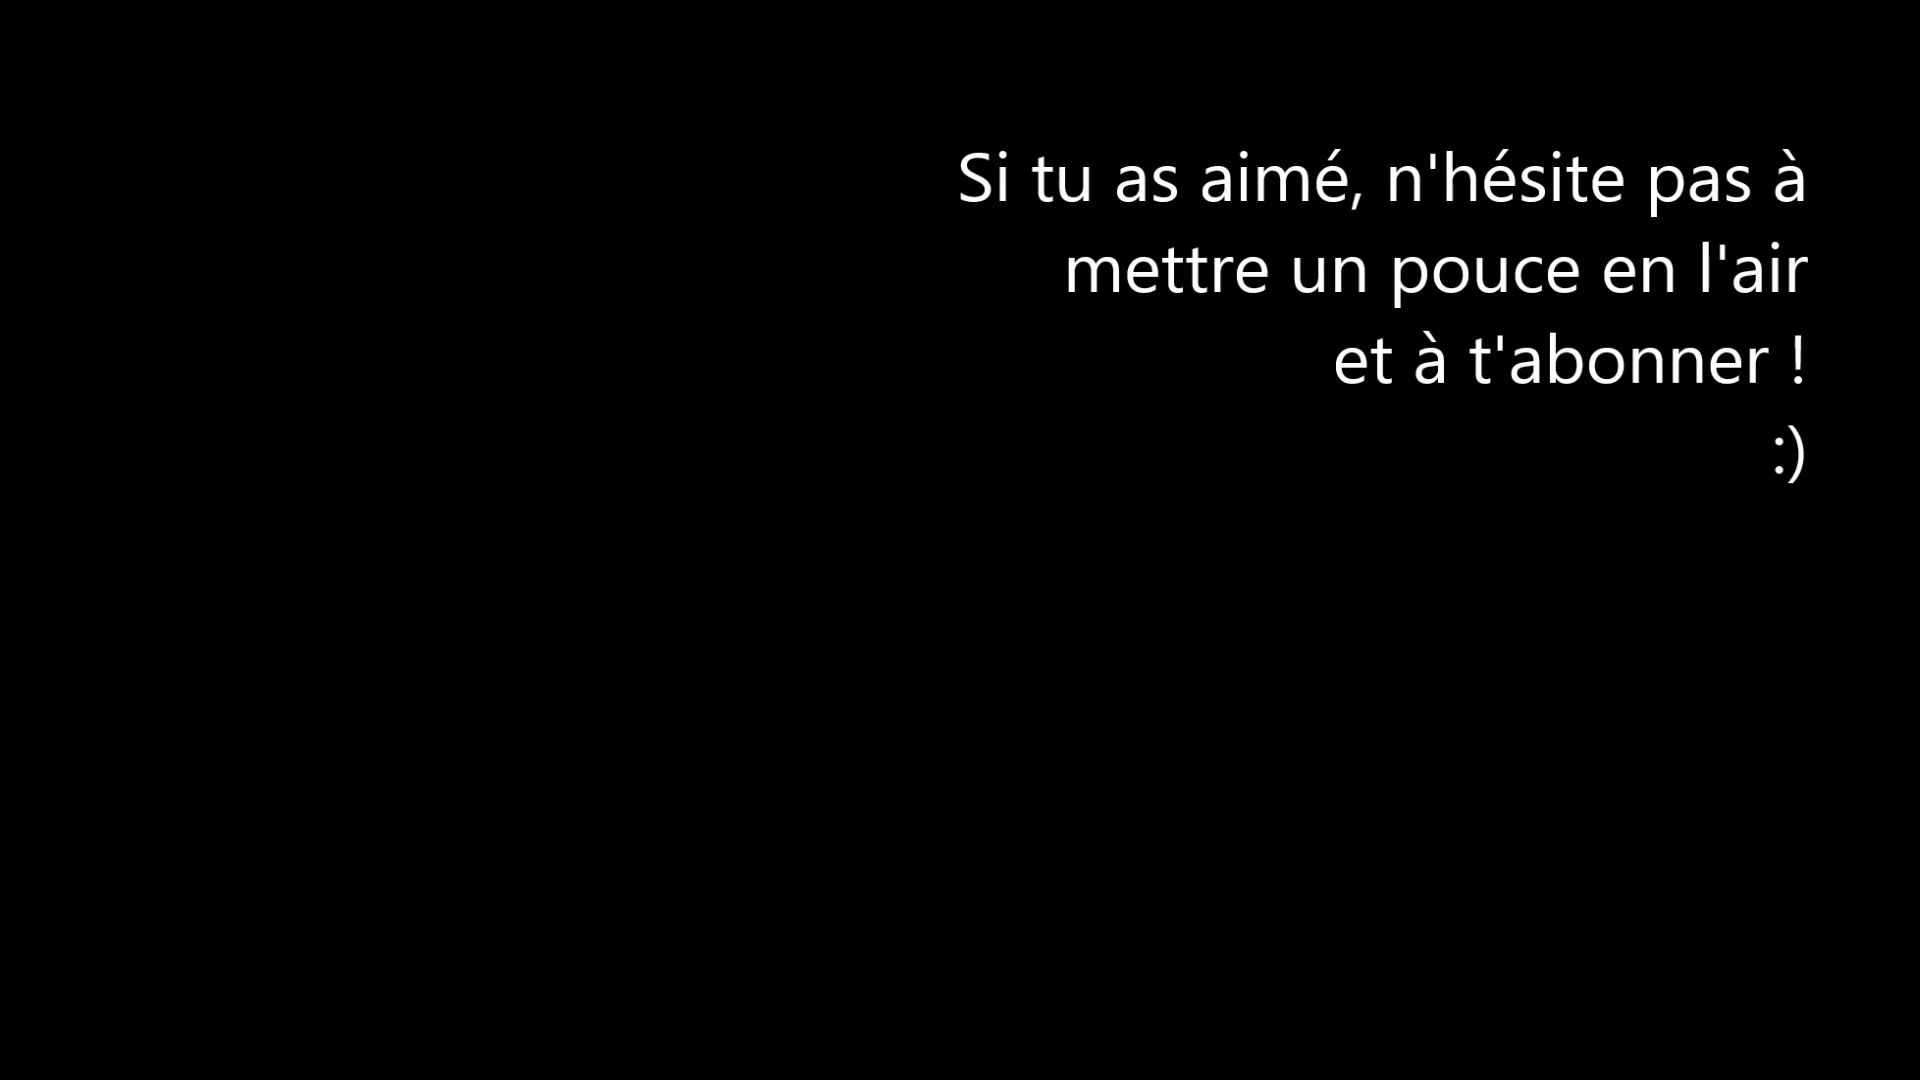 Si tu as aimé, n'hésite pas à
mettre un pouce en l'air
et à t'abonner !
:)